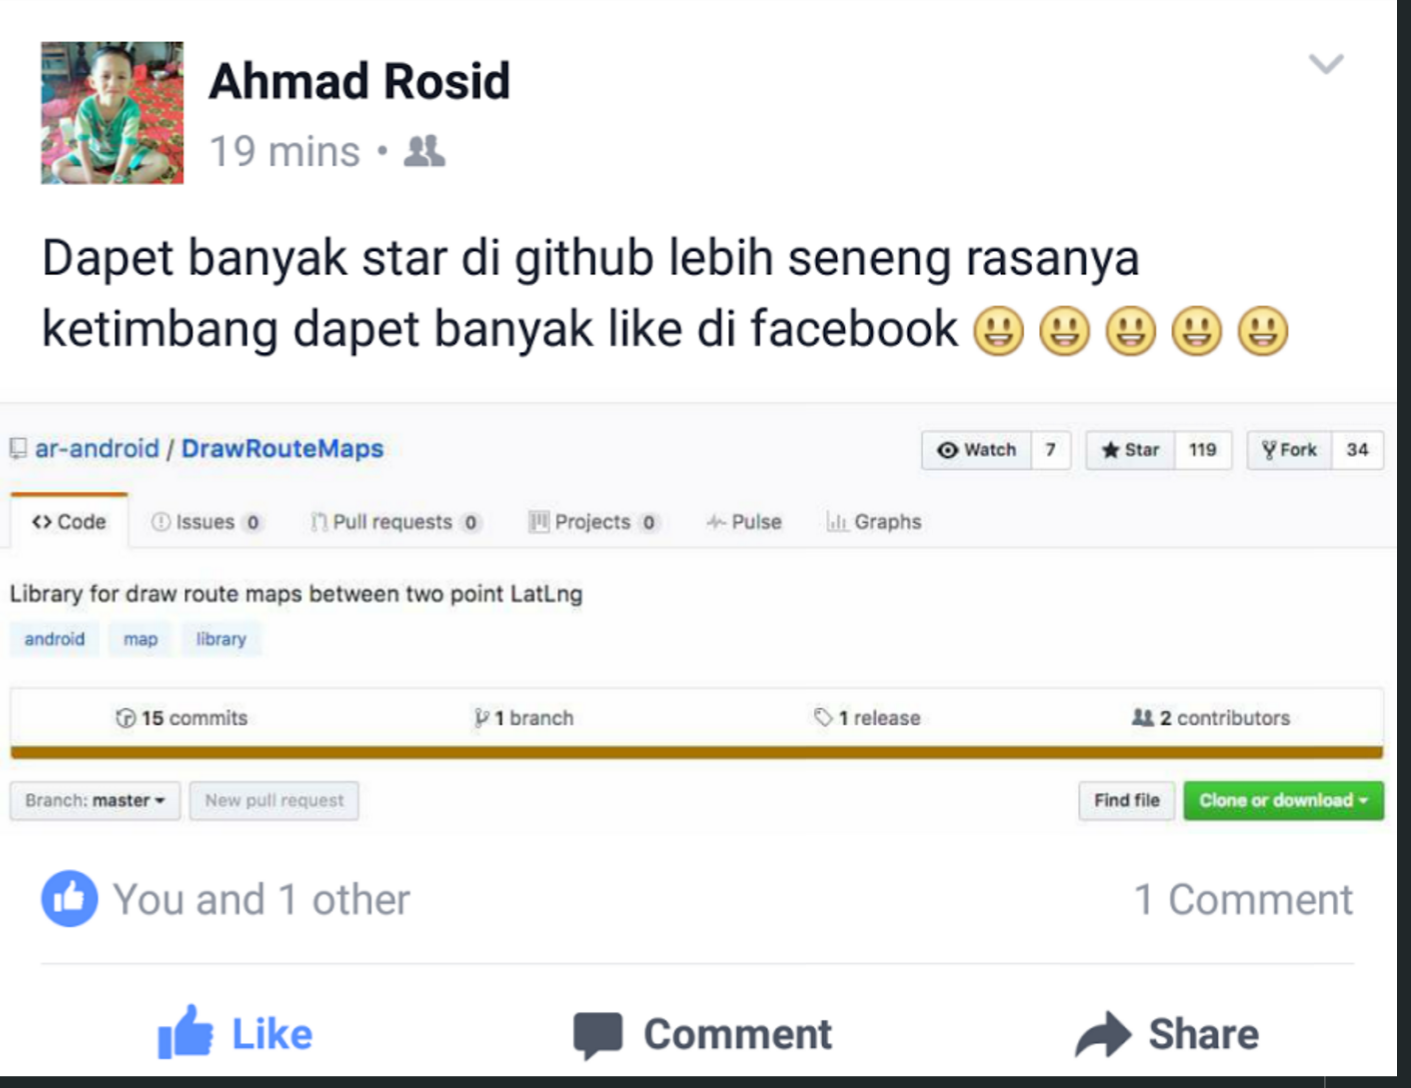 Ahmad Rosid
19 mins
Dapet banyak star di github lebih seneng rasanya
ketimbang dapet banyak like di facebook 😃 😃 😃 😃 😃
ar-android / DrawRouteMaps Watch 7 Star 119 Fork 34
Code Issues 0 Pull requests 0 Projects 0 Pulse Graphs
Library for draw route maps between two point LatLng
android map library
15 commits 1 branch 1 release 2 contributors
Branch: master New pull request Find file Clone or download
You and 1 other 1 Comment
Like Comment Share